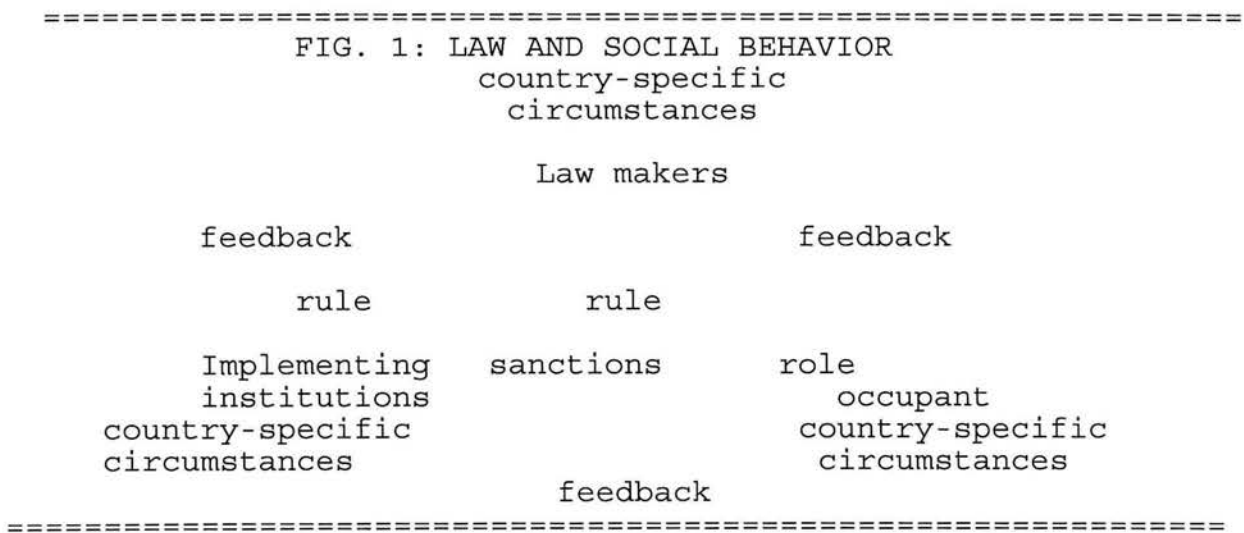 FIG. 1: LAW AND SOCIAL BEHAVIOR
country-specific
circumstances
Law makers
feedback feedback
rule rule
Implementing sanctions role
institutions occupant
country-specific country-specific
circumstances circumstances
feedback